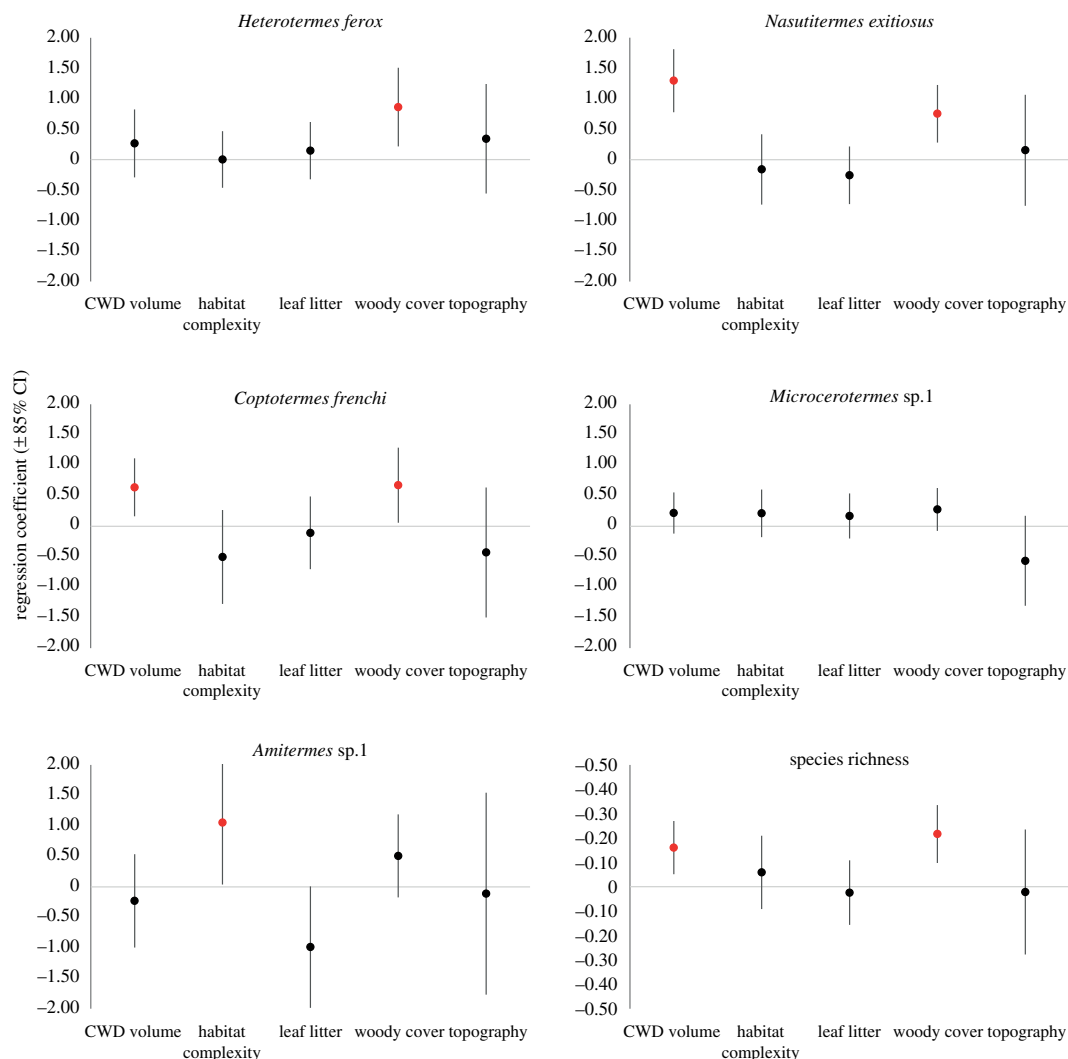 Heterotermes ferox
2.00
1.50
1.00
0.50
0
–0.50
–1.00
–1.50
–2.00
CWD volume habitat leaf litter woody cover topography
complexity
Nasutitermes exitiosus
2.00
1.50
1.00
0.50
0
–0.50
–1.00
–1.50
–2.00
CWD volume habitat leaf litter woody cover topography
complexity
regression coefficient (±85% CI)
Coptotermes frenchi
2.00
1.50
1.00
0.50
0
–0.50
–1.00
–1.50
–2.00
CWD volume habitat leaf litter woody cover topography
complexity
Microcerotermes sp.1
2.00
1.50
1.00
0.50
0
–0.50
–1.00
–1.50
–2.00
CWD volume habitat leaf litter woody cover topography
complexity
Amitermes sp.1
2.00
1.50
1.00
0.50
0
–0.50
–1.00
–1.50
–2.00
CWD volume habitat leaf litter woody cover topography
complexity
species richness
–0.50
–0.40
–0.30
–0.20
–0.10
0
–0.10
–0.20
–0.30
–0.40
–0.50
CWD volume habitat leaf litter woody cover topography
complexity